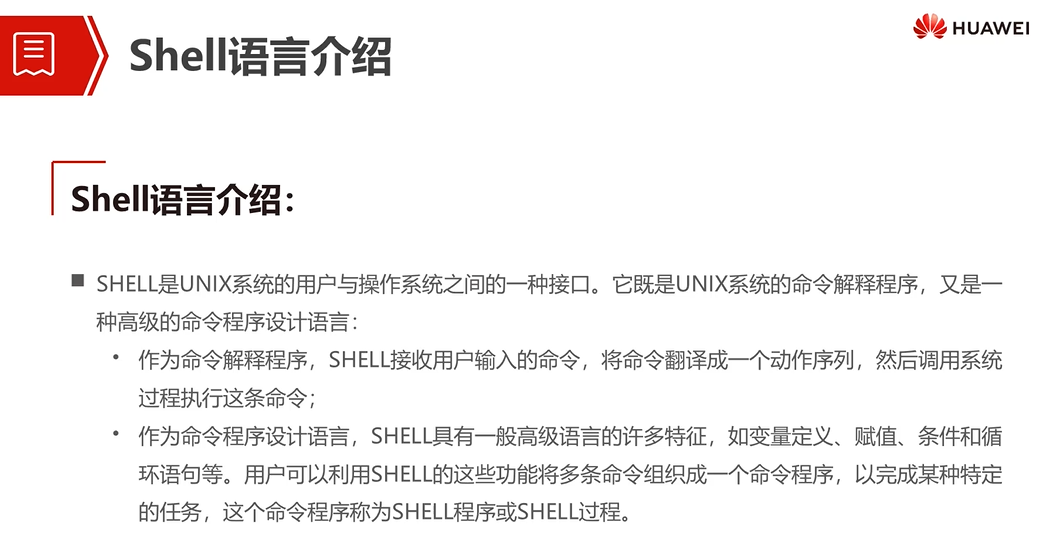 Shell语言介绍
HUAWEI
Shell语言介绍：
SHELL是UNIX系统的用户与操作系统之间的一种接口。它既是UNIX系统的命令解释程序，又是一
种高级的命令程序设计语言：
作为命令解释程序，SHELL接收用户输入的命令，将命令翻译成一个动作序列，然后调用系统
过程执行这条命令；
作为命令程序设计语言，SHELL具有一般高级语言的许多特征，如变量定义、赋值、条件和循
环语句等。用户可以利用SHELL的这些功能将多条命令组织成一个命令程序，以完成某种特定
的任务，这个命令程序称为SHELL程序或SHELL过程。